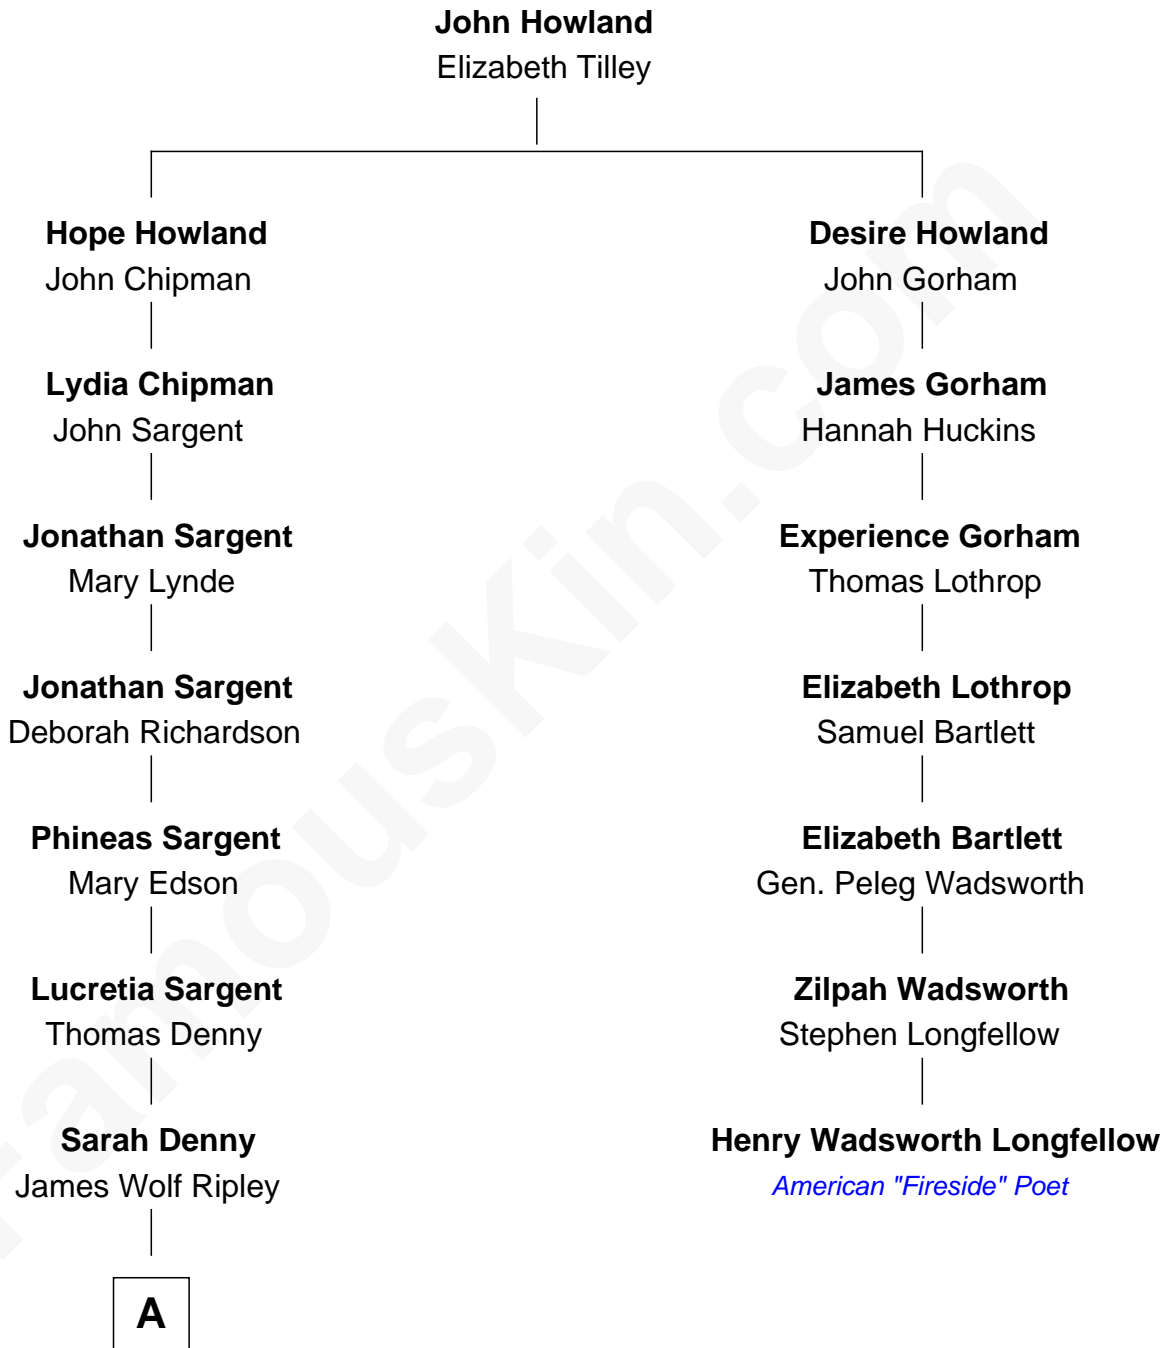 John Howland
Elizabeth Tilley
Hope Howland
John Chipman
Desire Howland
John Gorham
Lydia Chipman
John Sargent
James Gorham
Hannah Huckins
Jonathan Sargent
Mary Lynde
Experience Gorham
Thomas Lothrop
Jonathan Sargent
Deborah Richardson
Elizabeth Lothrop
Samuel Bartlett
Phineas Sargent
Mary Edson
Elizabeth Bartlett
Gen. Peleg Wadsworth
Lucretia Sargent
Thomas Denny
Zilpah Wadsworth
Stephen Longfellow
Sarah Denny
James Wolf Ripley
Henry Wadsworth Longfellow
American "Fireside" Poet
A
FamousKin.com